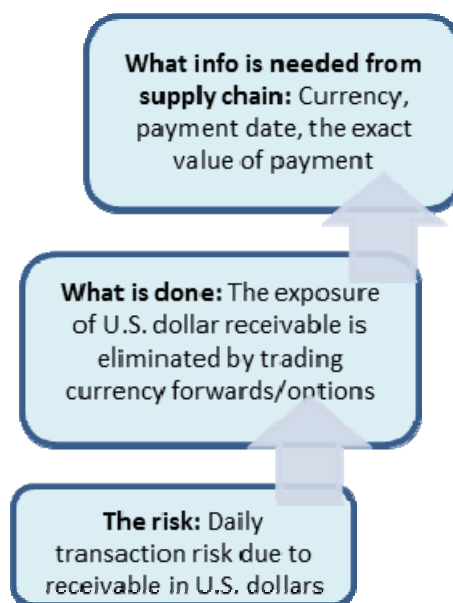 What info is needed from
supply chain: Currency,
payment date, the exact
value of payment
What is done: The exposure
of U.S. dollar receivable is
eliminated by trading
currency forwards/options
The risk: Daily
transaction risk due to
receivable in U.S. dollars